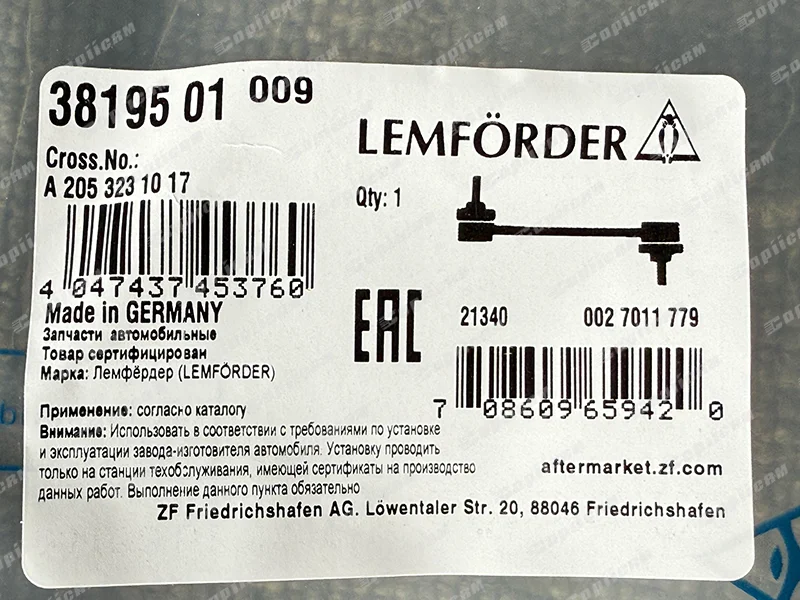 38195 01 009
LEMFÖRDER
Cross.No.:
A 205 323 10 17
Qty: 1
4 047437 453760
Made in GERMANY
Запчасти автомобильные
Товар сертифицирован
Марка: Лемфёрдер (LEMFÖRDER)
EAC
21340 002 7011 779
7 08609 65942 0
Применение: согласно каталогу
Внимание: Использовать в соответствии с требованиями по установке
и эксплуатации завода-изготовителя автомобиля. Установку проводить
только на станции техобслуживания, имеющей сертификаты на производство
данных работ. Выполнение данного пункта обязательно
aftermarket.zf.com
ZF Friedrichshafen AG. Löwentaler Str. 20, 88046 Friedrichshafen